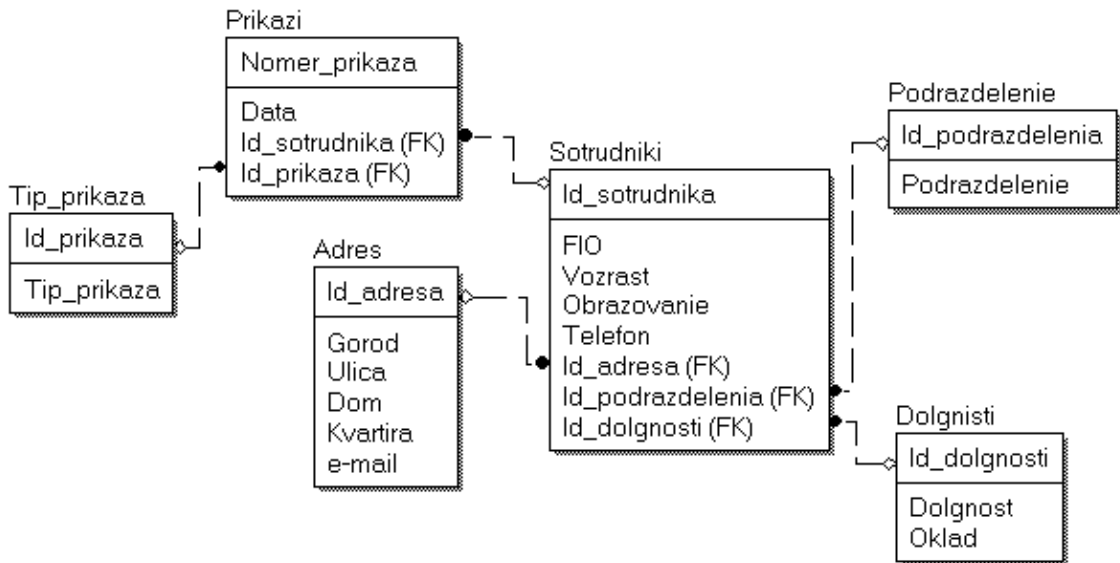 Prikazi
Nomer_prikaza
Data
Id_sotrudnika (FK)
Id_prikaza (FK)
Tip_prikaza
Id_prikaza
Tip_prikaza
Adres
Id_adresa
Gorod
Ulica
Dom
Kvartira
e-mail
Sotrudniki
Id_sotrudnika
FIO
Vozrast
Obrazovanie
Telefon
Id_adresa (FK)
Id_podrazdelenia (FK)
Id_dolgnosti (FK)
Podrazdelenie
Id_podrazdelenia
Podrazdelenie
Dolgnisti
Id_dolgnosti
Dolgnost
Oklad